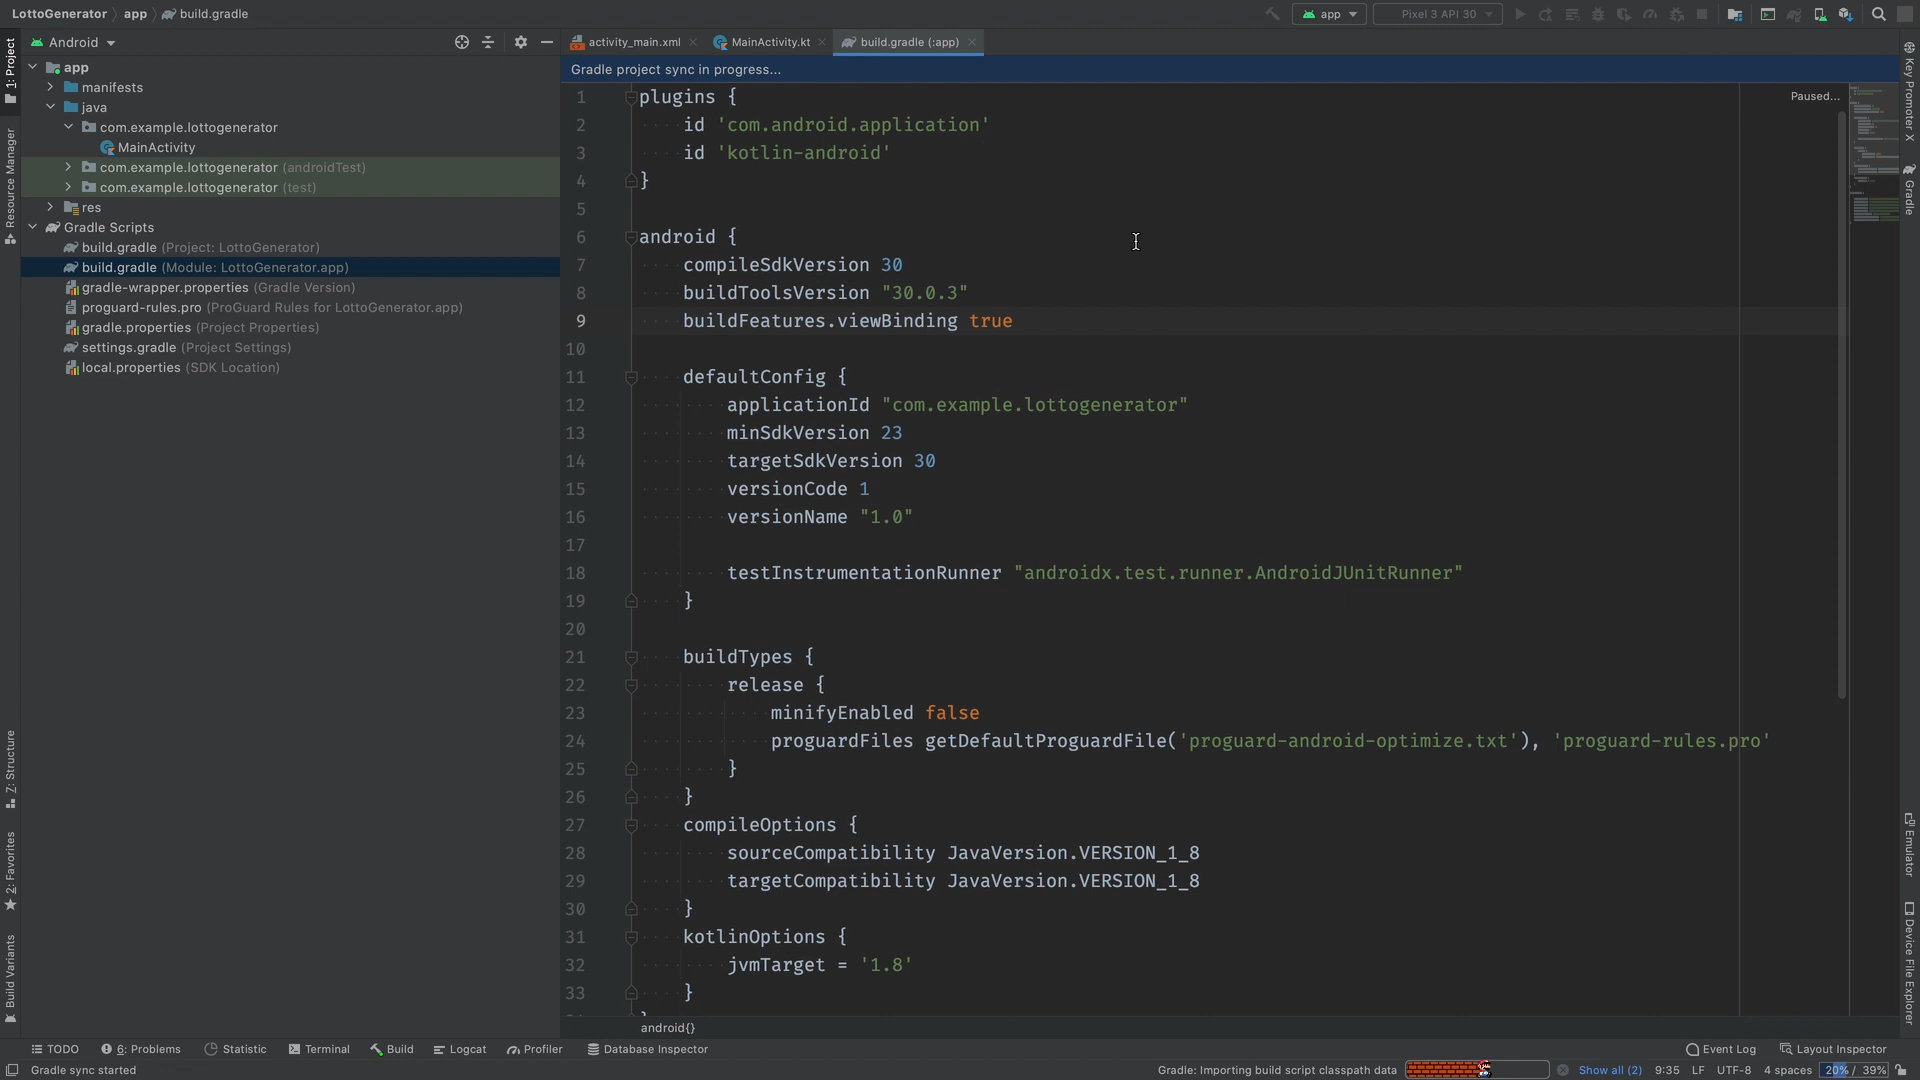 LottoGenerator app build.gradle
app
Pixel 3 API 30
Android
activity_main.xml
MainActivity.kt
build.gradle (:app)
Gradle project sync in progress...
Paused...
1: Project
Resource Manager
Z: Structure
2: Favorites
Build Variants
app
manifests
java
com.example.lottogenerator
MainActivity
com.example.lottogenerator (androidTest)
com.example.lottogenerator (test)
res
Gradle Scripts
build.gradle (Project: LottoGenerator)
build.gradle (Module: LottoGenerator.app)
gradle-wrapper.properties (Gradle Version)
proguard-rules.pro (ProGuard Rules for LottoGenerator.app)
gradle.properties (Project Properties)
settings.gradle (Project Settings)
local.properties (SDK Location)
1 plugins {
2 id 'com.android.application'
3 id 'kotlin-android'
4 }
5
6 android {
7 compileSdkVersion 30
8 buildToolsVersion "30.0.3"
9 buildFeatures.viewBinding true
10
11 defaultConfig {
12 applicationId "com.example.lottogenerator"
13 minSdkVersion 23
14 targetSdkVersion 30
15 versionCode 1
16 versionName "1.0"
17
18 testInstrumentationRunner "androidx.test.runner.AndroidJUnitRunner"
19 }
20
21 buildTypes {
22 release {
23 minifyEnabled false
24 proguardFiles getDefaultProguardFile('proguard-android-optimize.txt'), 'proguard-rules.pro'
25 }
26 }
27 compileOptions {
28 sourceCompatibility JavaVersion.VERSION_1_8
29 targetCompatibility JavaVersion.VERSION_1_8
30 }
31 kotlinOptions {
32 jvmTarget = '1.8'
33 }
android{}
Key Promoter X
Gradle
Emulator
Device File Explorer
TODO 6: Problems Statistic Terminal Build Logcat Profiler Database Inspector Event Log Layout Inspector
Gradle sync started Gradle: Importing build script classpath data Show all (2) 9:35 LF UTF-8 4 spaces 20% / 39%